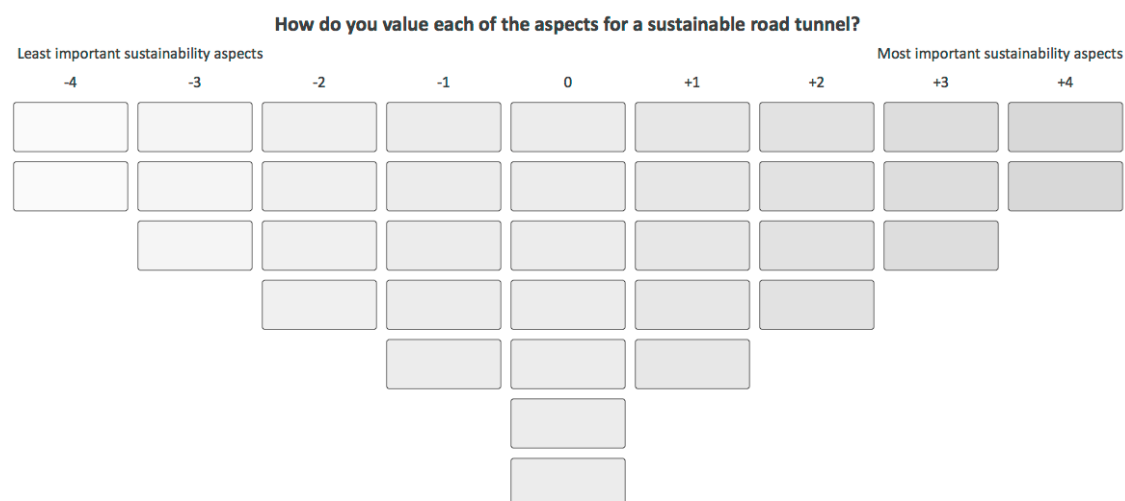 How do you value each of the aspects for a sustainable road tunnel?
Least important sustainability aspects Most important sustainability aspects
-4 -3 -2 -1 0 +1 +2 +3 +4